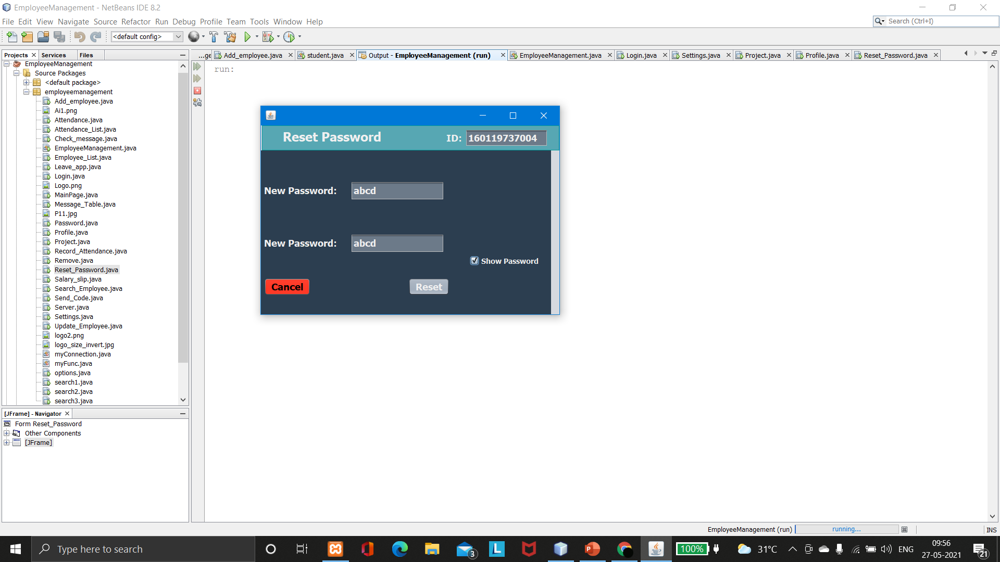 EmployeeManagement - NetBeans IDE 8.2
File Edit View Navigate Source Refactor Run Debug Profile Team Tools Window Help
Search (Ctrl+I)
<default config>
Projects Services Files
...ge Add_employee.java student.java Output - EmployeeManagement (run) EmployeeManagement.java Login.java Settings.java Project.java Profile.java Reset_Password.java
EmployeeManagement
Source Packages
<default package>
employeemanagement
Add_employee.java
Ai1.png
Attendance.java
Attendance_List.java
Check_message.java
EmployeeManagement.java
Employee_List.java
Leave_app.java
Login.java
Logo.png
MainPage.java
Message_Table.java
P11.jpg
Password.java
Profile.java
Project.java
Record_Attendance.java
Remove.java
Reset_Password.java
Salary_slip.java
Search_Employee.java
Send_Code.java
Server.java
Settings.java
Update_Employee.java
logo2.png
logo_size_invert.jpg
myConnection.java
myFunc.java
options.java
search1.java
search2.java
search3.java
[JFrame] - Navigator
Form Reset_Password
Other Components
[JFrame]
run:
Reset Password ID: 160119737004
New Password: abcd
New Password: abcd
Show Password
Cancel Reset
EmployeeManagement (run) running... INS
Type here to search
3
L
100%
31°C
ENG
09:56
27-05-2021
21